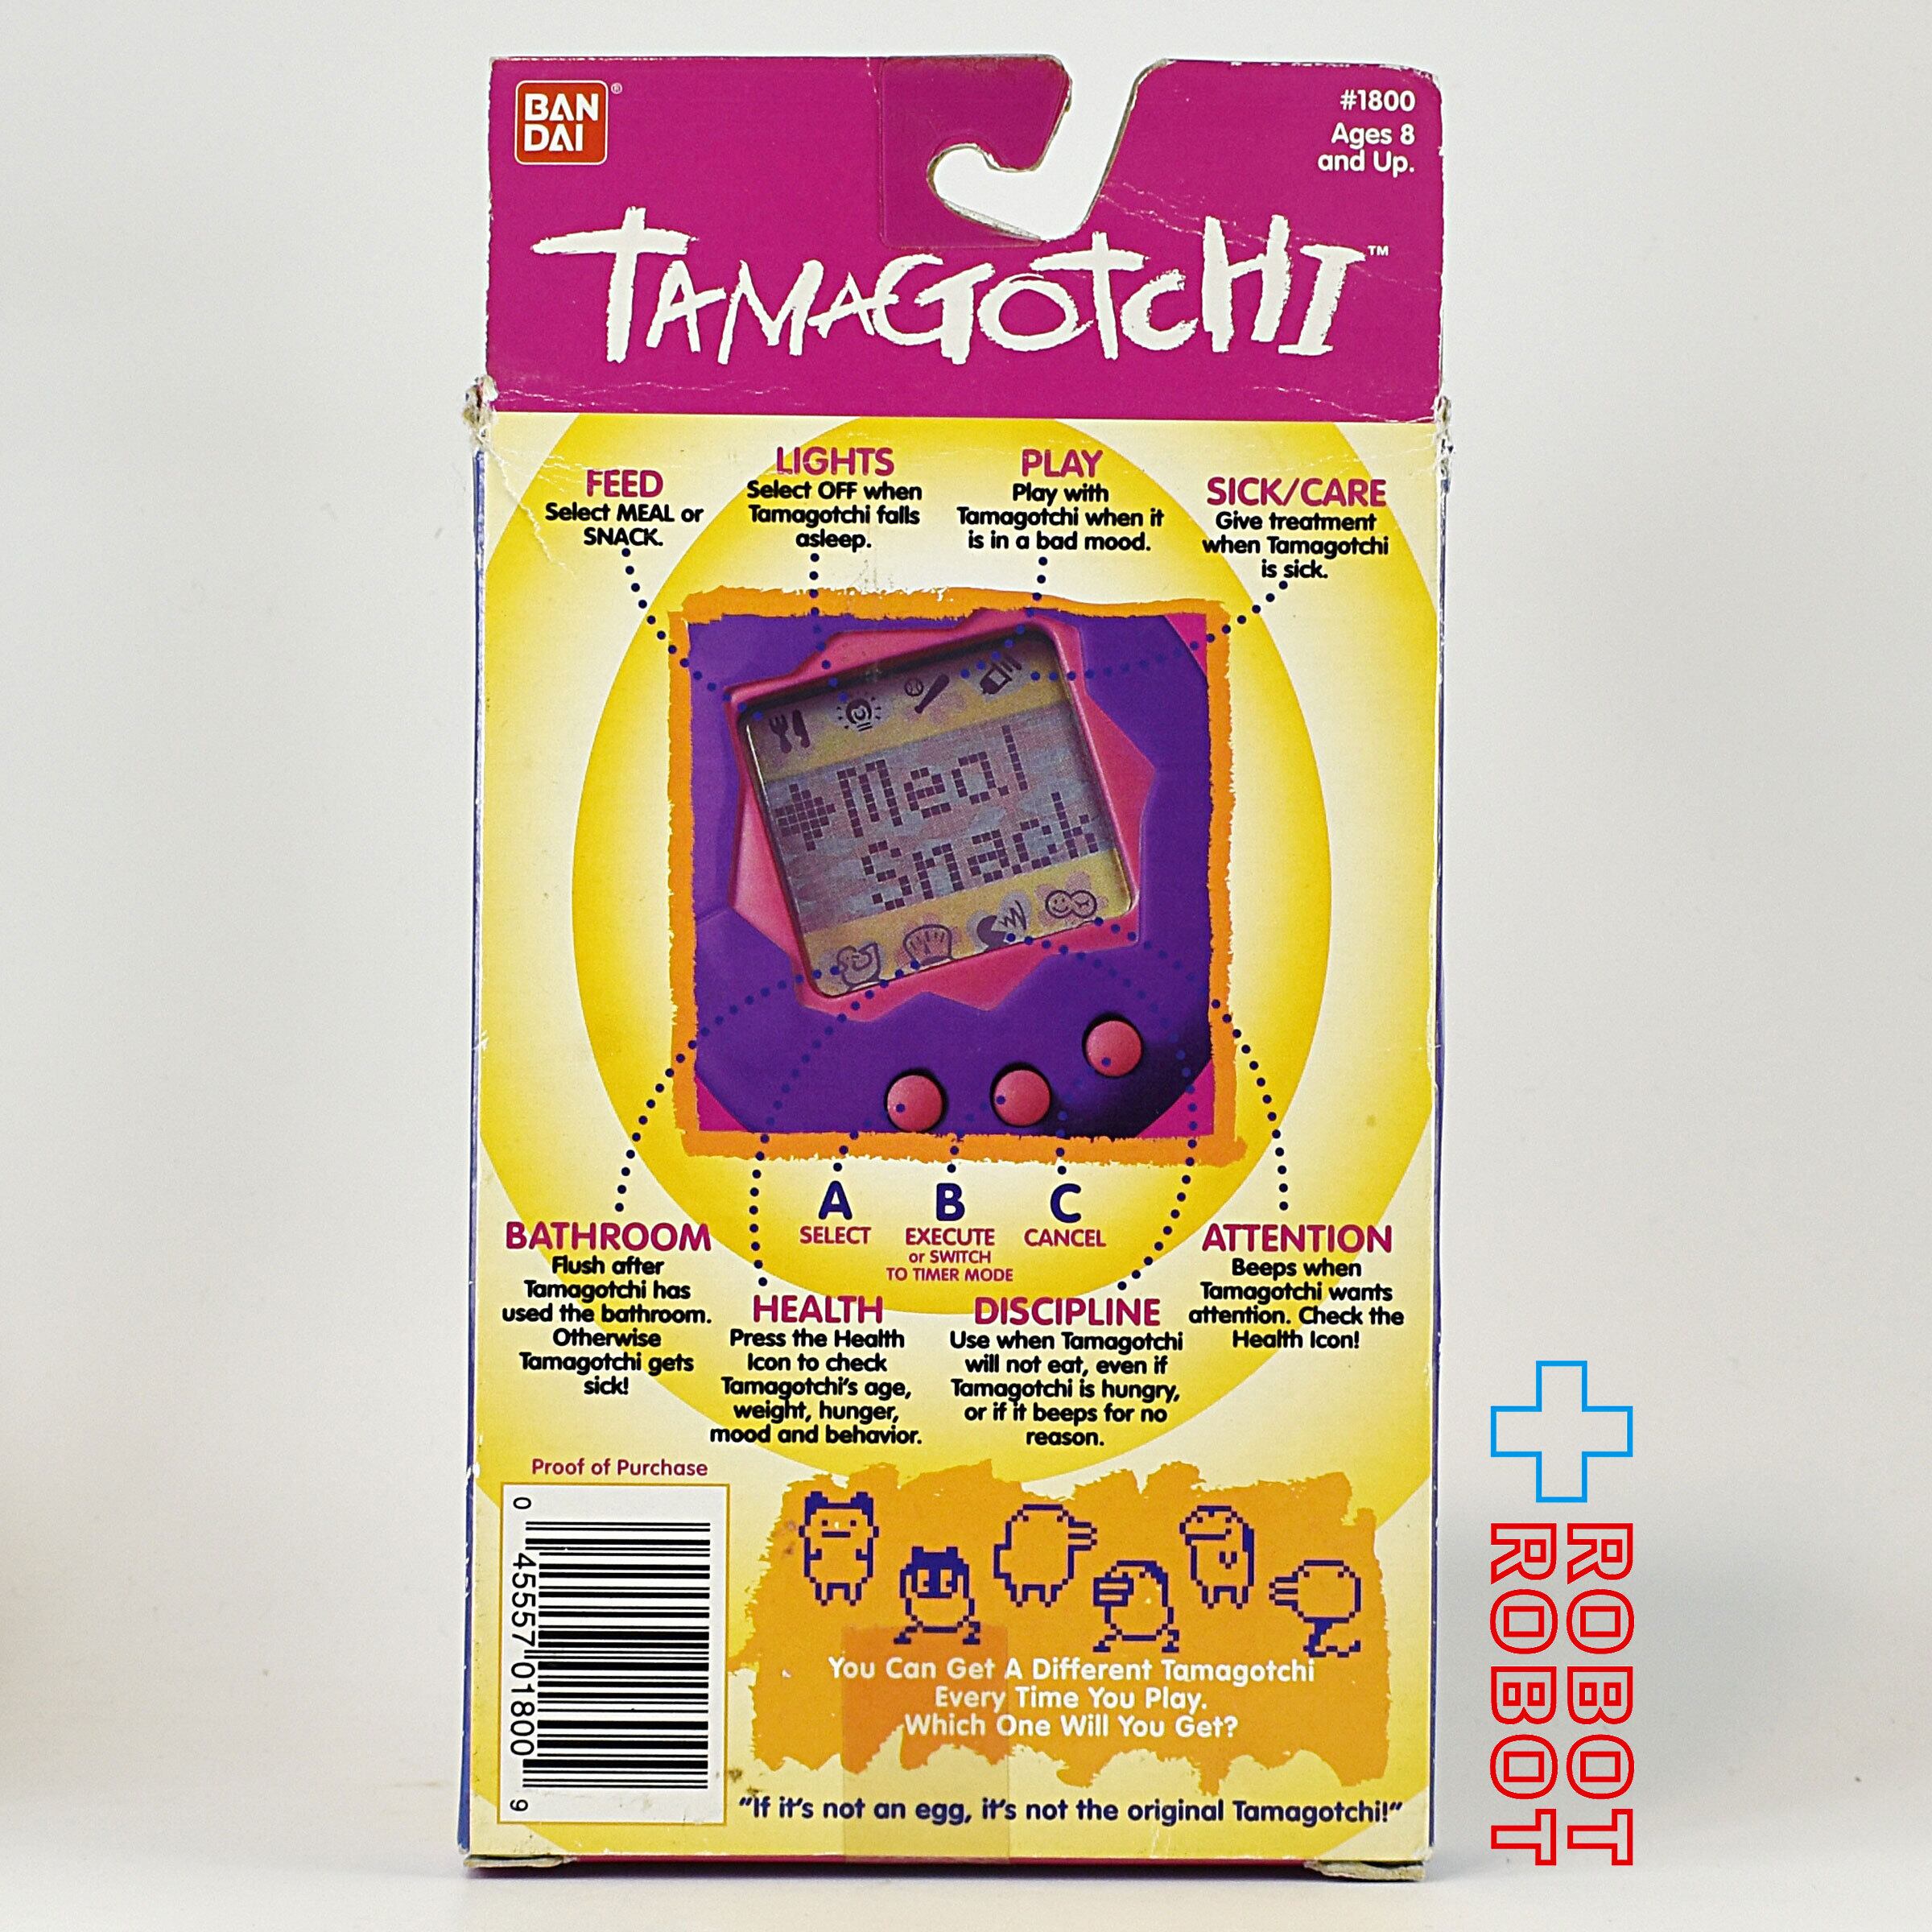 BAN
DAI
®
#1800
Ages 8
and Up.
TAMAGOTCHI™
FEED
Select MEAL or
SNACK.
LIGHTS
Select OFF when
Tamagotchi falls
asleep.
PLAY
Play with
Tamagotchi when it
is in a bad mood.
SICK/CARE
Give treatment
when Tamagotchi
is sick.
Meal
Snack
A
SELECT
B
EXECUTE
or SWITCH
TO TIMER MODE
C
CANCEL
BATHROOM
Flush after
Tamagotchi has
used the bathroom.
Otherwise
Tamagotchi gets
sick!
HEALTH
Press the Health
Icon to check
Tamagotchi's age,
weight, hunger,
mood and behavior.
DISCIPLINE
Use when Tamagotchi
will not eat, even if
Tamagotchi is hungry,
or if it beeps for no
reason.
ATTENTION
Beeps when
Tamagotchi wants
attention. Check the
Health Icon!
Proof of Purchase
0 45557 01800 9
You Can Get A Different Tamagotchi
Every Time You Play.
Which One Will You Get?
"If it's not an egg, it's not the original Tamagotchi!"
ROBOT
ROBOT